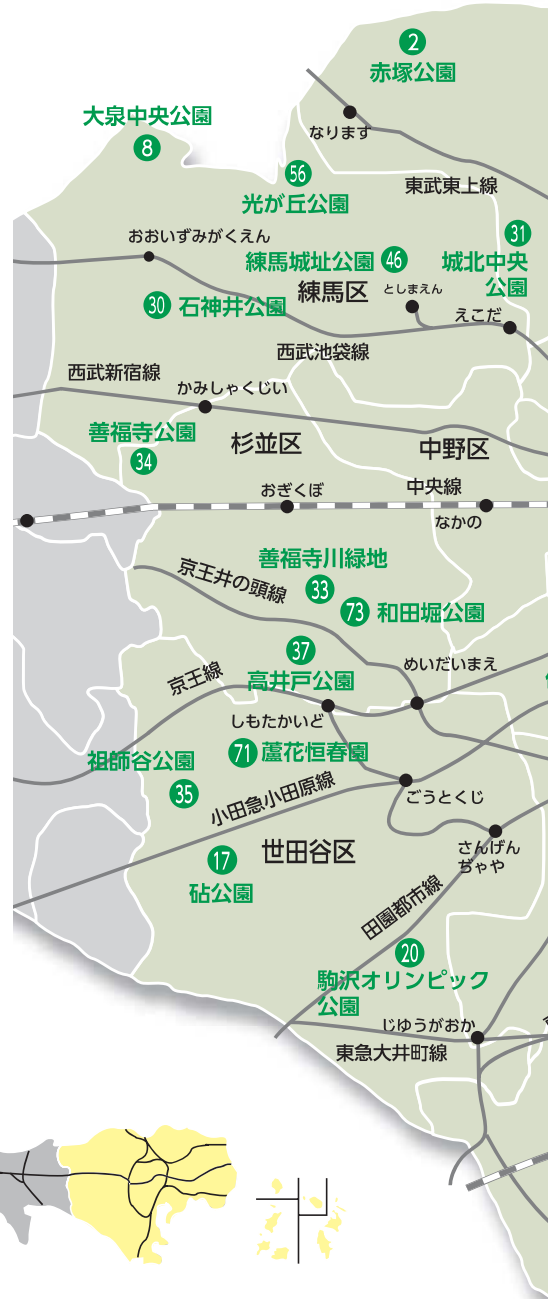 2
赤塚公園
大泉中央公園
8
なります
56
光が丘公園
東武東上線
31
城北中央
公園
おおいずみがくえん
練馬城址公園
46
練馬区
としまえん
30
石神井公園
えこだ
西武池袋線
西武新宿線
かみしゃくじい
善福寺公園
34
杉並区
中野区
おぎくぼ
中央線
なかの
京王井の頭線
善福寺川緑地
33
73
和田堀公園
37
高井戸公園
めいだいまえ
京王線
しもたかいど
71
蘆花恒春園
祖師谷公園
35
小田急小田原線
ごうとくじ
17
砧公園
世田谷区
さんげん
ぢゃや
田園都市線
20
駒沢オリンピック
公園
じゆうがおか
東急大井町線